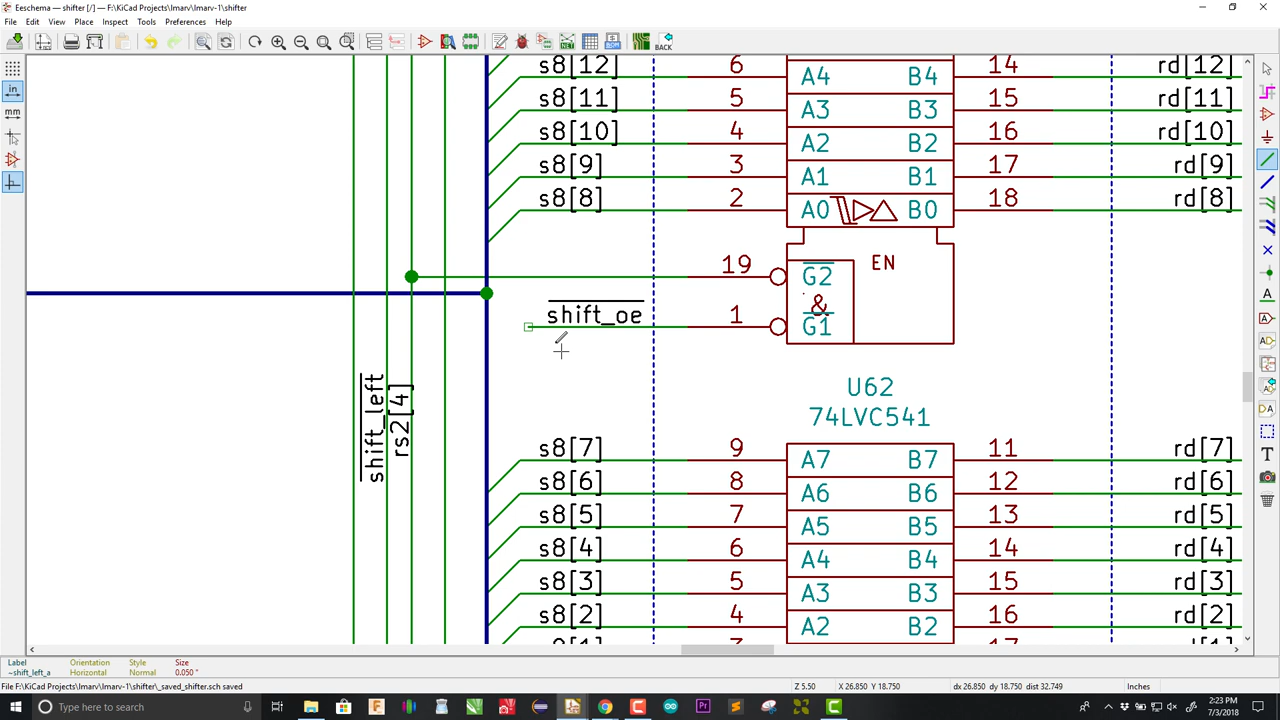 Eeschema — shifter [/] — F:\KiCad Projects\lmarv-1\shifter
File Edit View Place Inspect Tools Preferences Help
BACK
in
mm
s8[12] 6 A4 B4 14 rd[12]
s8[11] 5 A3 B3 15 rd[11]
s8[10] 4 A2 B2 16 rd[10]
s8[9] 3 A1 B1 17 rd[9]
s8[8] 2 A0 B0 18 rd[8]
19 G2 EN
&
shift_oe 1 G1
shift_left
rs2[4]
U62
74LVC541
s8[7] 9 A7 B7 11 rd[7]
s8[6] 8 A6 B6 12 rd[6]
s8[5] 7 A5 B5 13 rd[5]
s8[4] 6 A4 B4 14 rd[4]
s8[3] 5 A3 B3 15 rd[3]
s8[2] 4 A2 B2 16 rd[2]
Label Orientation Style Size
~shift_left_a Horizontal Normal 0.050 "
File F:\KiCad Projects\lmarv-1\shifter\_saved_shifter.sch saved Z 5.50 X 26.850 Y 18.750 dx 26.850 dy 18.750 dist 32.749 Inches
Type here to search
2:23 PM
7/3/2018